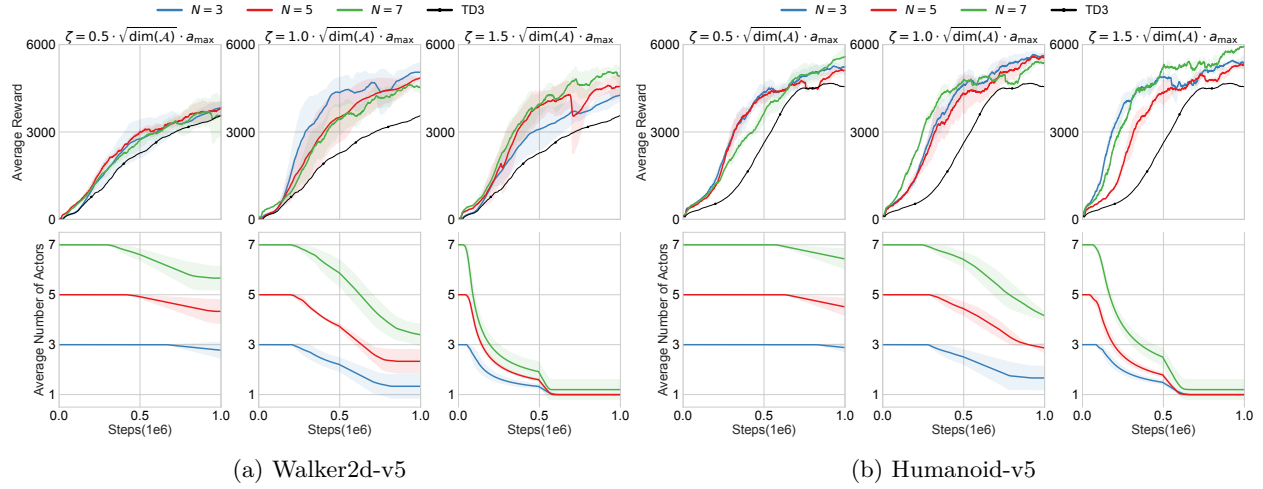 N = 3 N = 5 N = 7 TD3
ζ = 0.5 · √dim(𝒜) · a_max ζ = 1.0 · √dim(𝒜) · a_max ζ = 1.5 · √dim(𝒜) · a_max
6000 6000 6000
Average Reward
3000 3000 3000
0 0 0
Average Number of Actors
7 7 7
5 5 5
3 3 3
1 1 1
0.0 0.5 1.0 0.0 0.5 1.0 0.0 0.5 1.0
Steps(1e6) Steps(1e6) Steps(1e6)
(a) Walker2d-v5
N = 3 N = 5 N = 7 TD3
ζ = 0.5 · √dim(𝒜) · a_max ζ = 1.0 · √dim(𝒜) · a_max ζ = 1.5 · √dim(𝒜) · a_max
6000 6000 6000
Average Reward
3000 3000 3000
0 0 0
Average Number of Actors
7 7 7
5 5 5
3 3 3
1 1 1
0.0 0.5 1.0 0.0 0.5 1.0 0.0 0.5 1.0
Steps(1e6) Steps(1e6) Steps(1e6)
(b) Humanoid-v5